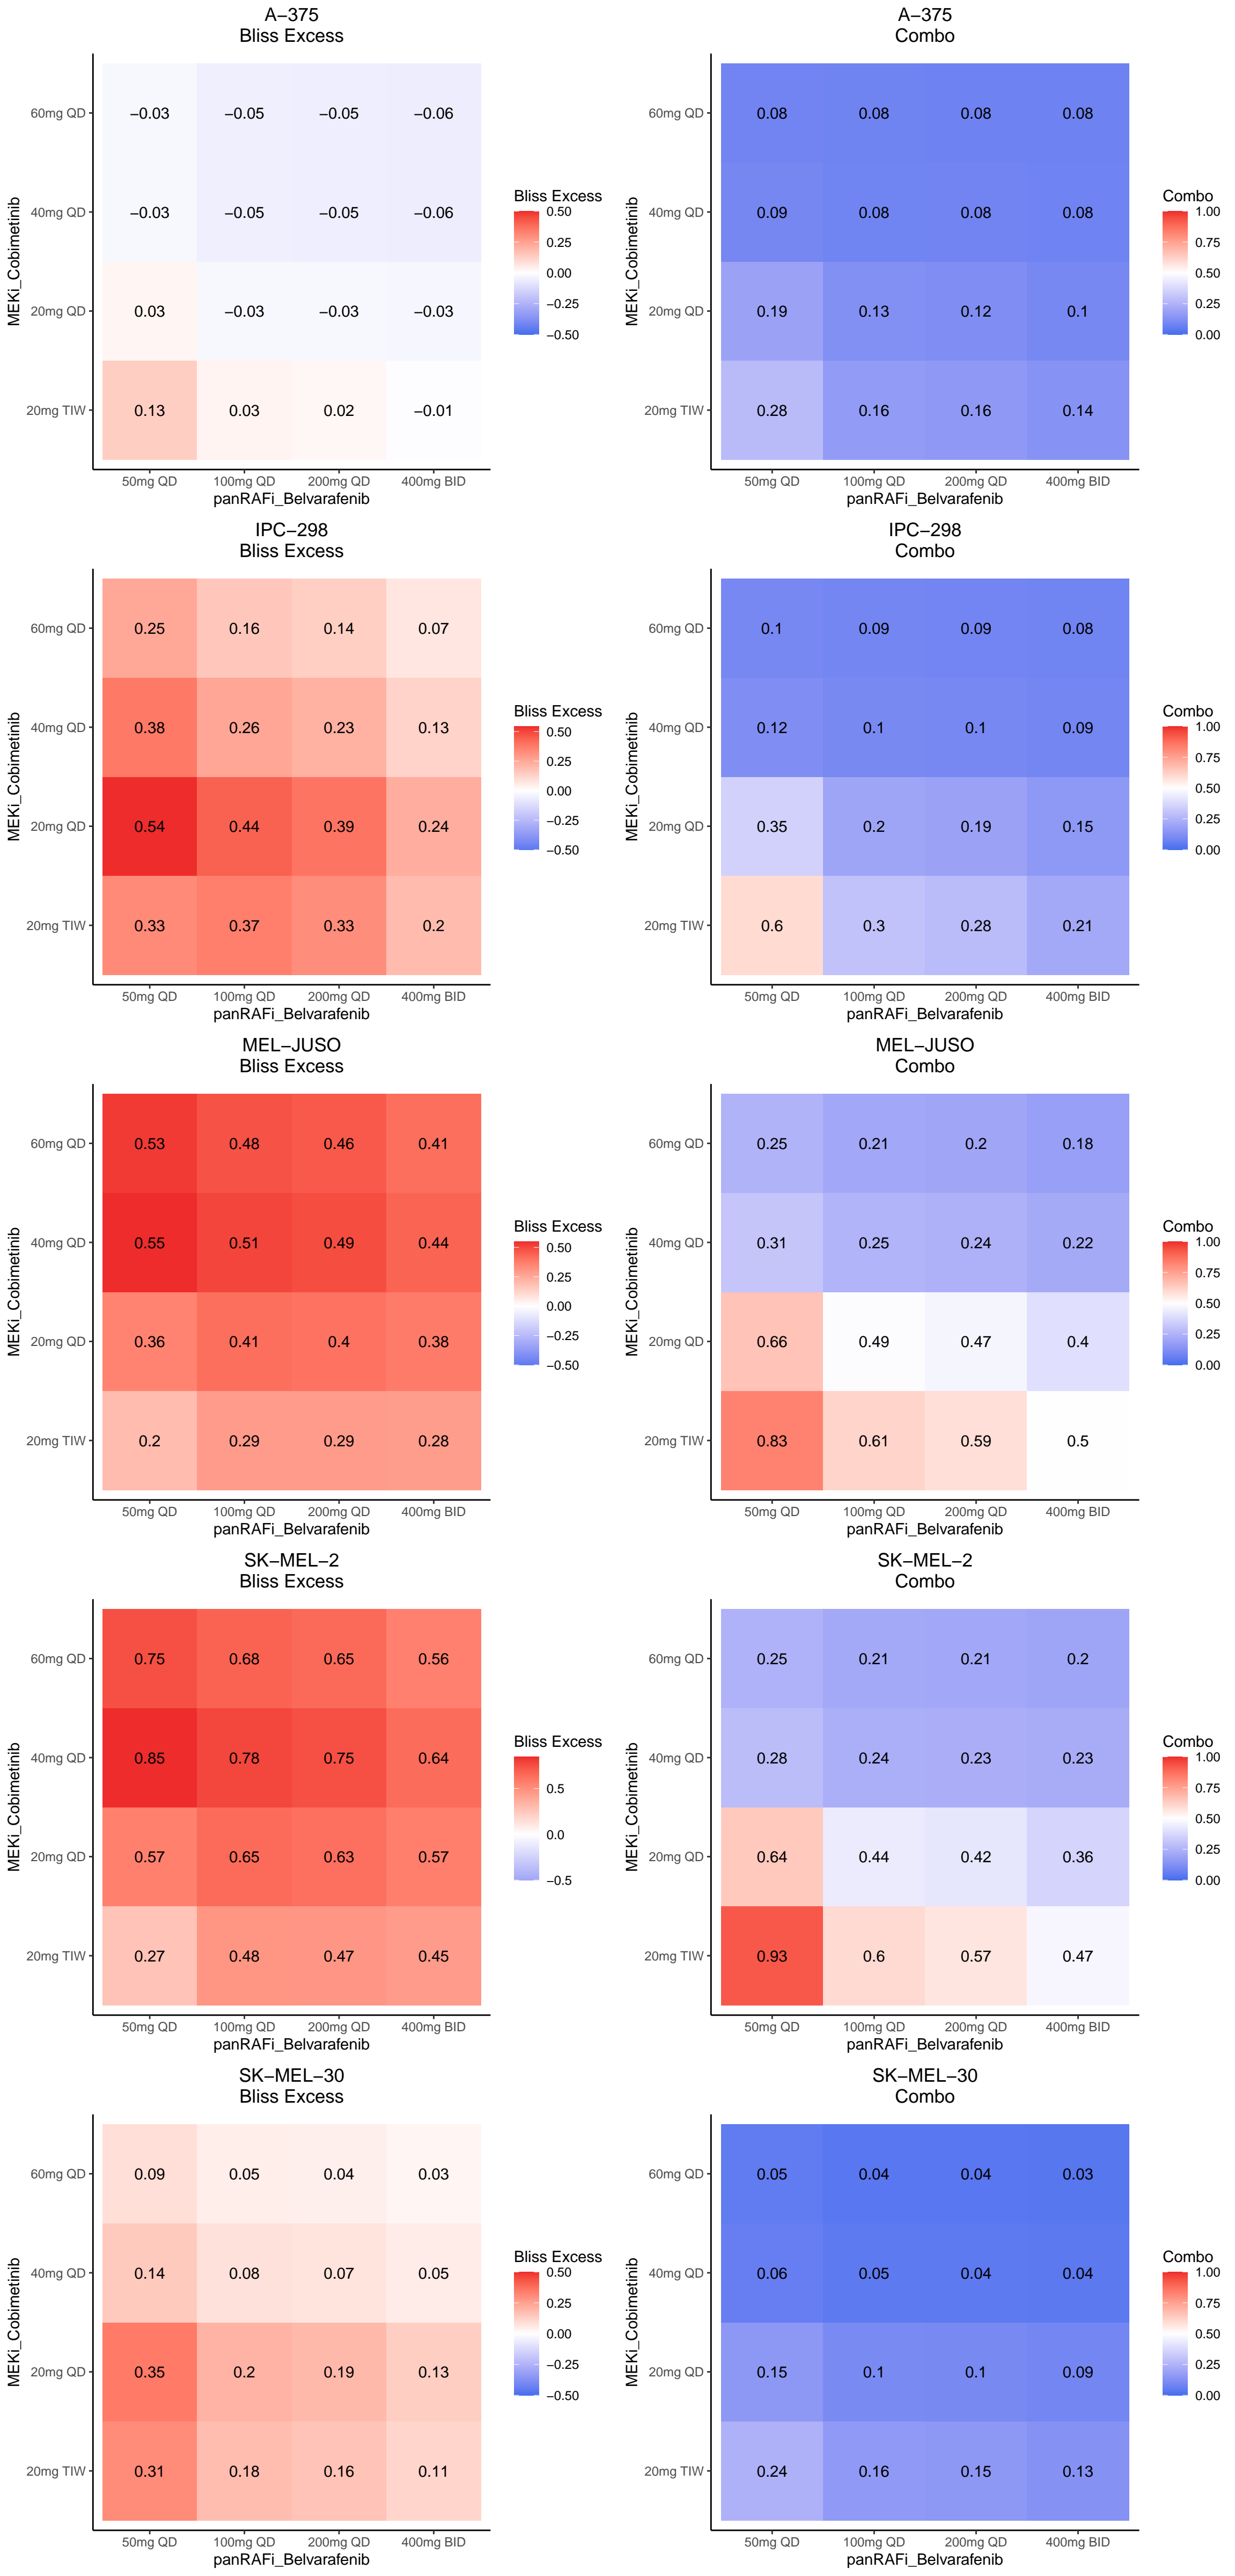 A−375
Bliss Excess
60mg QD −0.03 −0.05 −0.05 −0.06
40mg QD −0.03 −0.05 −0.05 −0.06
20mg QD 0.03 −0.03 −0.03 −0.03
20mg TIW 0.13 0.03 0.02 −0.01
50mg QD 100mg QD 200mg QD 400mg BID
panRAFi_Belvarafenib
MEKi_Cobimetinib
Bliss Excess
0.50
0.25
0.00
−0.25
−0.50
A−375
Combo
60mg QD 0.08 0.08 0.08 0.08
40mg QD 0.09 0.08 0.08 0.08
20mg QD 0.19 0.13 0.12 0.1
20mg TIW 0.28 0.16 0.16 0.14
50mg QD 100mg QD 200mg QD 400mg BID
panRAFi_Belvarafenib
MEKi_Cobimetinib
Combo
1.00
0.75
0.50
0.25
0.00
IPC−298
Bliss Excess
60mg QD 0.25 0.16 0.14 0.07
40mg QD 0.38 0.26 0.23 0.13
20mg QD 0.54 0.44 0.39 0.24
20mg TIW 0.33 0.37 0.33 0.2
50mg QD 100mg QD 200mg QD 400mg BID
panRAFi_Belvarafenib
MEKi_Cobimetinib
Bliss Excess
0.50
0.25
0.00
−0.25
−0.50
IPC−298
Combo
60mg QD 0.1 0.09 0.09 0.08
40mg QD 0.12 0.1 0.1 0.09
20mg QD 0.35 0.2 0.19 0.15
20mg TIW 0.6 0.3 0.28 0.21
50mg QD 100mg QD 200mg QD 400mg BID
panRAFi_Belvarafenib
MEKi_Cobimetinib
Combo
1.00
0.75
0.50
0.25
0.00
MEL−JUSO
Bliss Excess
60mg QD 0.53 0.48 0.46 0.41
40mg QD 0.55 0.51 0.49 0.44
20mg QD 0.36 0.41 0.4 0.38
20mg TIW 0.2 0.29 0.29 0.28
50mg QD 100mg QD 200mg QD 400mg BID
panRAFi_Belvarafenib
MEKi_Cobimetinib
Bliss Excess
0.50
0.25
0.00
−0.25
−0.50
MEL−JUSO
Combo
60mg QD 0.25 0.21 0.2 0.18
40mg QD 0.31 0.25 0.24 0.22
20mg QD 0.66 0.49 0.47 0.4
20mg TIW 0.83 0.61 0.59 0.5
50mg QD 100mg QD 200mg QD 400mg BID
panRAFi_Belvarafenib
MEKi_Cobimetinib
Combo
1.00
0.75
0.50
0.25
0.00
SK−MEL−2
Bliss Excess
60mg QD 0.75 0.68 0.65 0.56
40mg QD 0.85 0.78 0.75 0.64
20mg QD 0.57 0.65 0.63 0.57
20mg TIW 0.27 0.48 0.47 0.45
50mg QD 100mg QD 200mg QD 400mg BID
panRAFi_Belvarafenib
MEKi_Cobimetinib
Bliss Excess
0.5
0.0
−0.5
SK−MEL−2
Combo
60mg QD 0.25 0.21 0.21 0.2
40mg QD 0.28 0.24 0.23 0.23
20mg QD 0.64 0.44 0.42 0.36
20mg TIW 0.93 0.6 0.57 0.47
50mg QD 100mg QD 200mg QD 400mg BID
panRAFi_Belvarafenib
MEKi_Cobimetinib
Combo
1.00
0.75
0.50
0.25
0.00
SK−MEL−30
Bliss Excess
60mg QD 0.09 0.05 0.04 0.03
40mg QD 0.14 0.08 0.07 0.05
20mg QD 0.35 0.2 0.19 0.13
20mg TIW 0.31 0.18 0.16 0.11
50mg QD 100mg QD 200mg QD 400mg BID
panRAFi_Belvarafenib
MEKi_Cobimetinib
Bliss Excess
0.50
0.25
0.00
−0.25
−0.50
SK−MEL−30
Combo
60mg QD 0.05 0.04 0.04 0.03
40mg QD 0.06 0.05 0.04 0.04
20mg QD 0.15 0.1 0.1 0.09
20mg TIW 0.24 0.16 0.15 0.13
50mg QD 100mg QD 200mg QD 400mg BID
panRAFi_Belvarafenib
MEKi_Cobimetinib
Combo
1.00
0.75
0.50
0.25
0.00